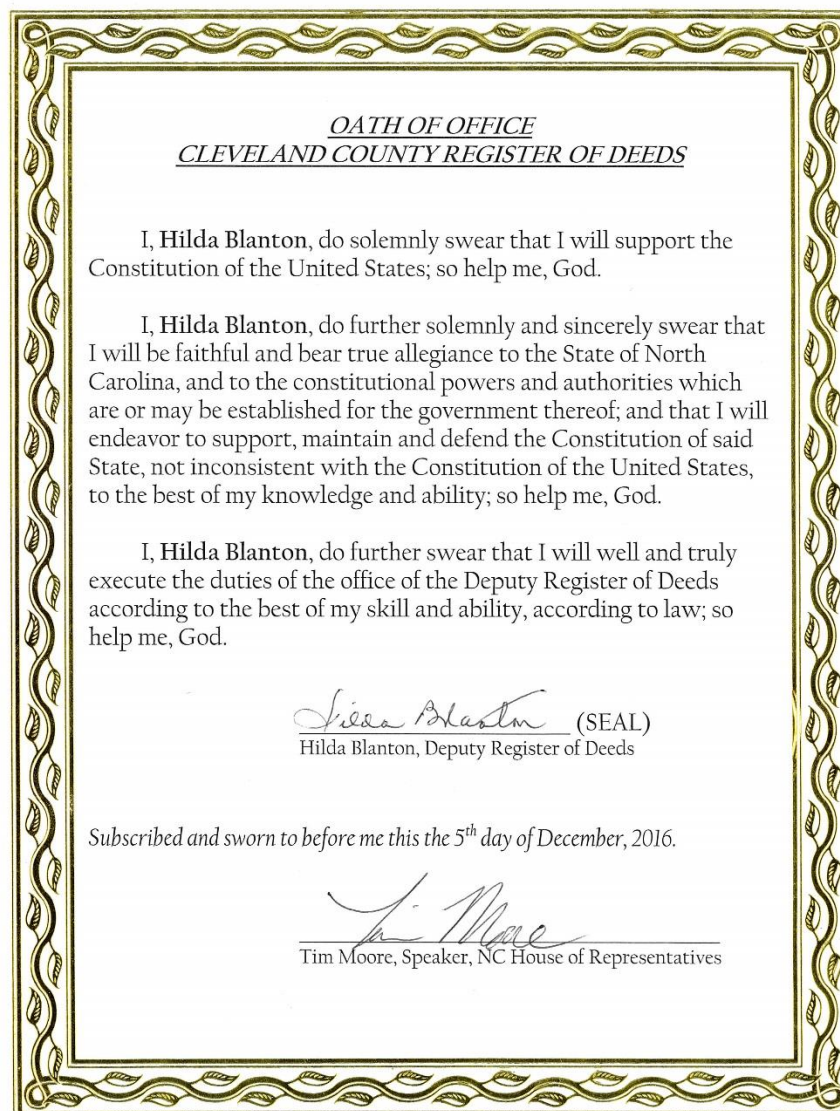 OATH OF OFFICE
CLEVELAND COUNTY REGISTER OF DEEDS
I, Hilda Blanton, do solemnly swear that I will support the
Constitution of the United States; so help me, God.
I, Hilda Blanton, do further solemnly and sincerely swear that
I will be faithful and bear true allegiance to the State of North
Carolina, and to the constitutional powers and authorities which
are or may be established for the government thereof; and that I will
endeavor to support, maintain and defend the Constitution of said
State, not inconsistent with the Constitution of the United States,
to the best of my knowledge and ability; so help me, God.
I, Hilda Blanton, do further swear that I will well and truly
execute the duties of the office of the Deputy Register of Deeds
according to the best of my skill and ability, according to law; so
help me, God.
Hilda Blanton (SEAL)
Hilda Blanton, Deputy Register of Deeds
Subscribed and sworn to before me this the 5th day of December, 2016.
Tim Moore
Tim Moore, Speaker, NC House of Representatives